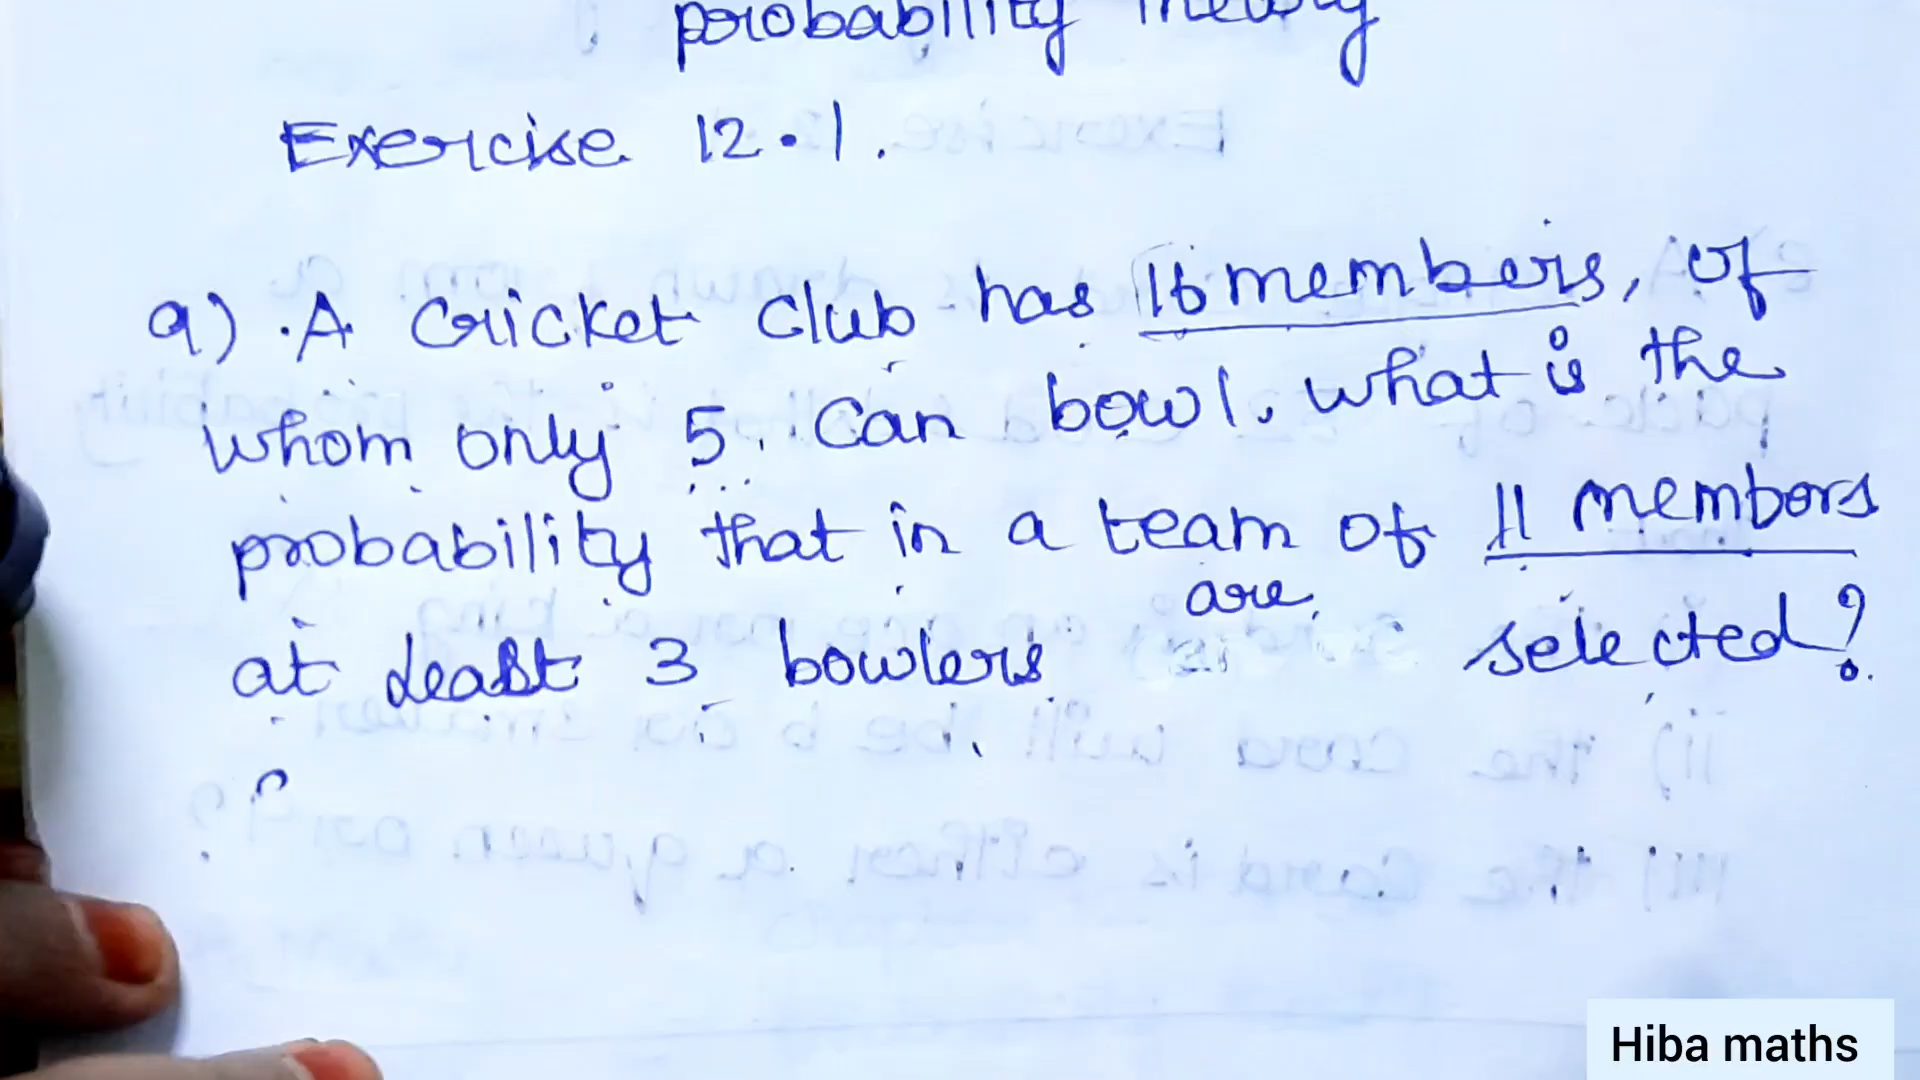 probability theory
Exercise 12.1.
9) A Cricket Club has 16 members, of
whom only 5 can bowl. what is the
probability that in a team of 11 members
at least 3 bowlers are selected?
Hiba maths